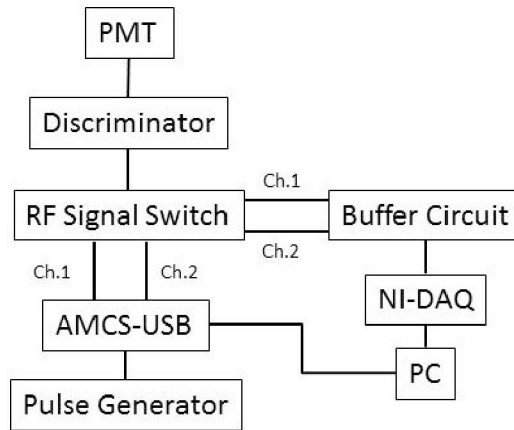 PMT
Discriminator
Ch.1
RF Signal Switch
Buffer Circuit
Ch.2
Ch.1
Ch.2
NI-DAQ
AMCS-USB
PC
Pulse Generator